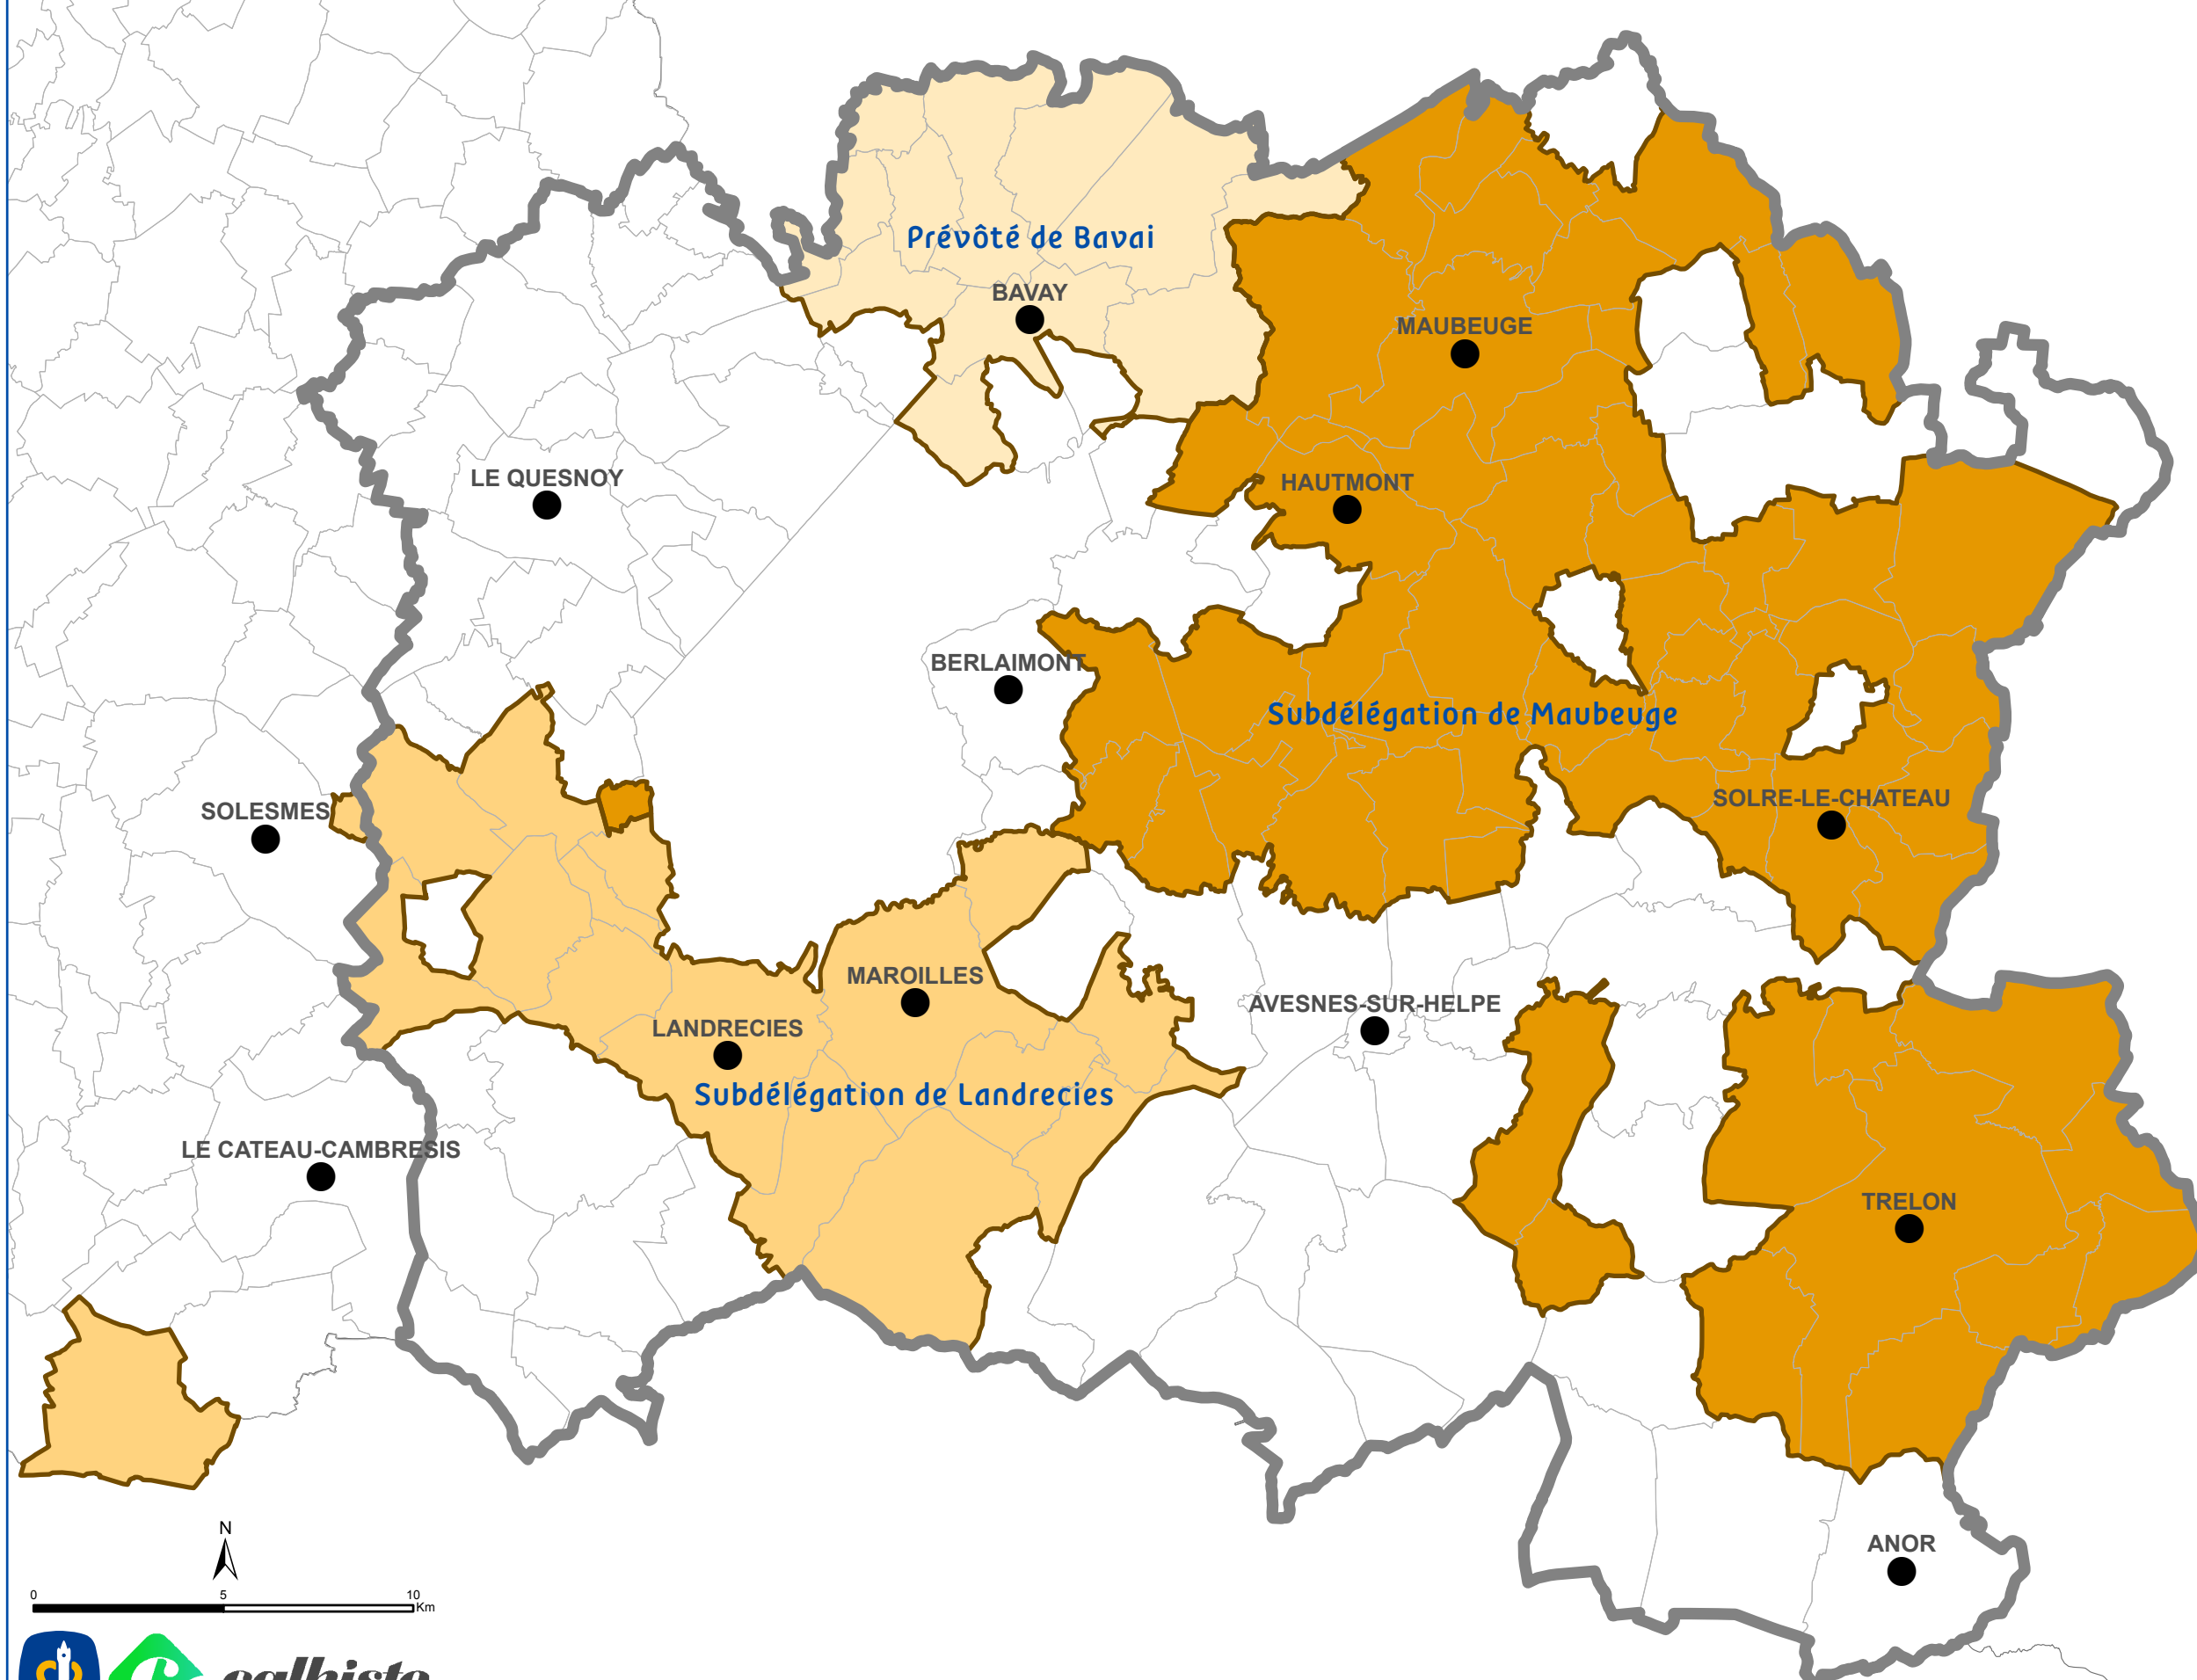 Prévôté de Bavai
BAVAY
MAUBEUGE
LE QUESNOY
HAUTMONT
BERLAIMONT
Subdélégation de Maubeuge
SOLESMES
SOLRE-LE-CHATEAU
MAROILLES
AVESNES-SUR-HELPE
LANDRECIES
Subdélégation de Landrecies
LE CATEAU-CAMBRESIS
TRELON
ANOR
N
0 5 10
Km
calhiste